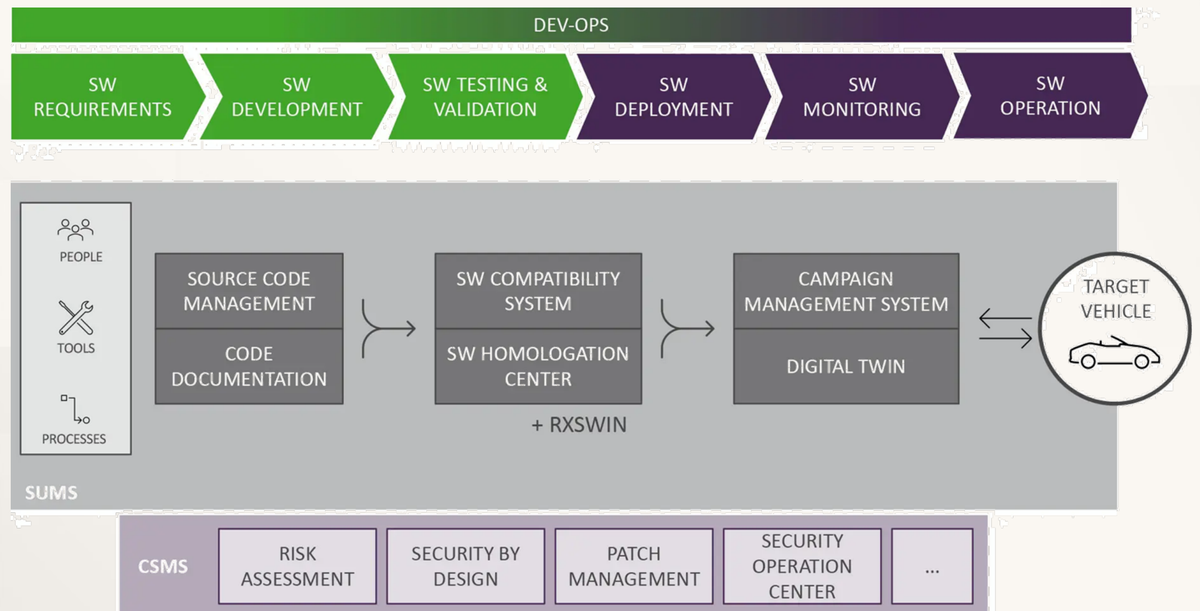 DEV-OPS
SW
REQUIREMENTS
SW
DEVELOPMENT
SW TESTING &
VALIDATION
SW
DEPLOYMENT
SW
MONITORING
SW
OPERATION
PEOPLE
TOOLS
PROCESSES
SOURCE CODE
MANAGEMENT
CODE
DOCUMENTATION
SW COMPATIBILITY
SYSTEM
SW HOMOLOGATION
CENTER
+ RXSWIN
CAMPAIGN
MANAGEMENT SYSTEM
DIGITAL TWIN
TARGET
VEHICLE
SUMS
CSMS
RISK
ASSESSMENT
SECURITY BY
DESIGN
PATCH
MANAGEMENT
SECURITY
OPERATION
CENTER
...